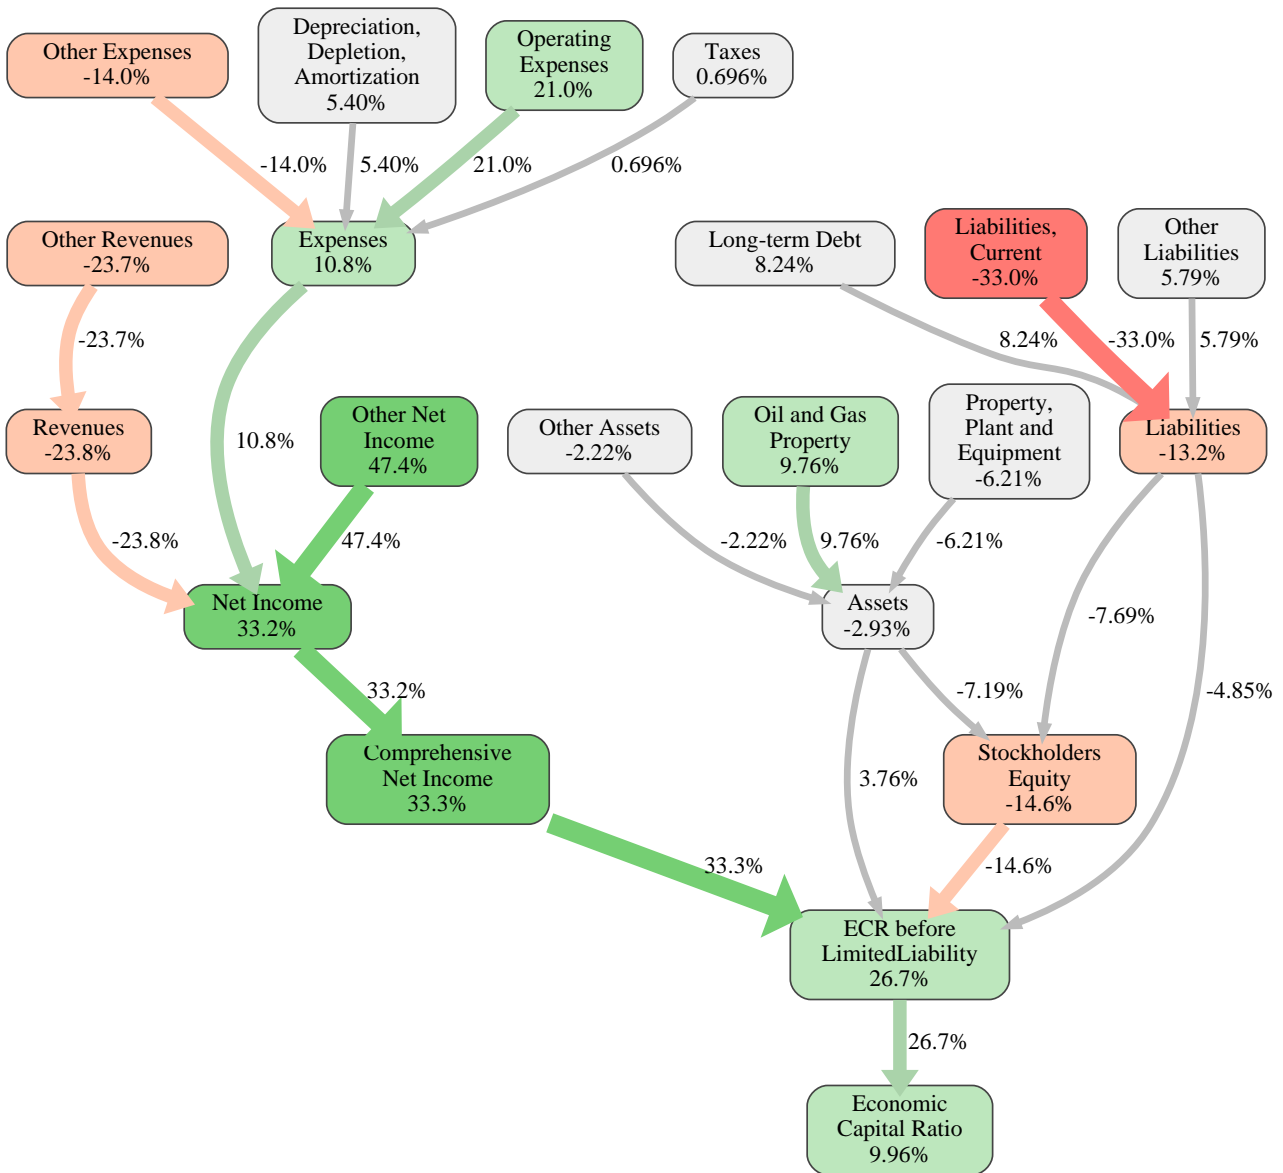 Other Expenses
-14.0%
Depreciation,
Depletion,
Amortization
5.40%
Operating
Expenses
21.0%
Taxes
0.696%
-14.0%
5.40%
21.0%
0.696%
Other Revenues
-23.7%
Expenses
10.8%
Long-term Debt
8.24%
Liabilities,
Current
-33.0%
Other
Liabilities
5.79%
-23.7%
8.24%
-33.0%
5.79%
Revenues
-23.8%
10.8%
Other Net
Income
47.4%
Other Assets
-2.22%
Oil and Gas
Property
9.76%
Property,
Plant and
Equipment
-6.21%
Liabilities
-13.2%
-23.8%
47.4%
-2.22%
9.76%
-6.21%
Net Income
33.2%
Assets
-2.93%
-7.69%
33.2%
-7.19%
-4.85%
Comprehensive
Net Income
33.3%
3.76%
Stockholders
Equity
-14.6%
33.3%
-14.6%
ECR before
LimitedLiability
26.7%
26.7%
Economic
Capital Ratio
9.96%